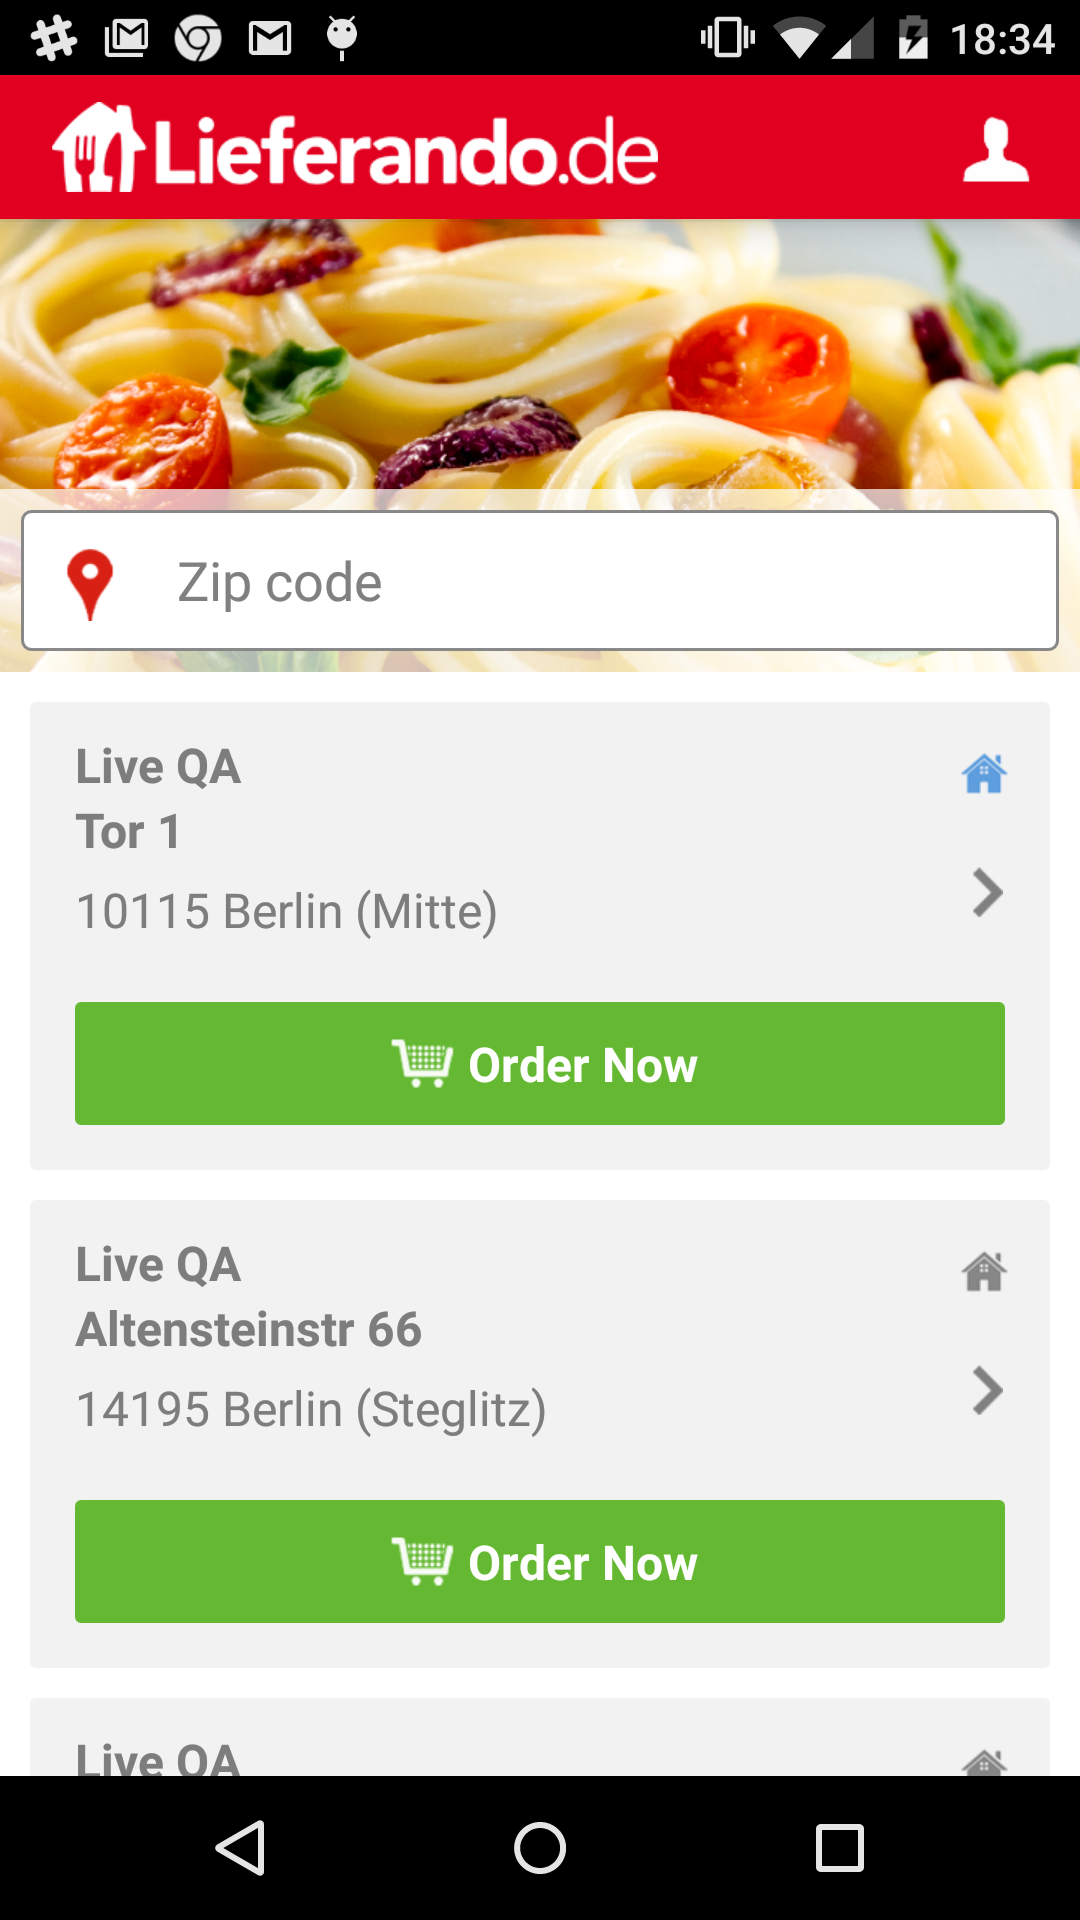 18:34
Lieferando.de
Zip code
Live QA
Tor 1
10115 Berlin (Mitte)
Order Now
Live QA
Altensteinstr 66
14195 Berlin (Steglitz)
Order Now
Live QA